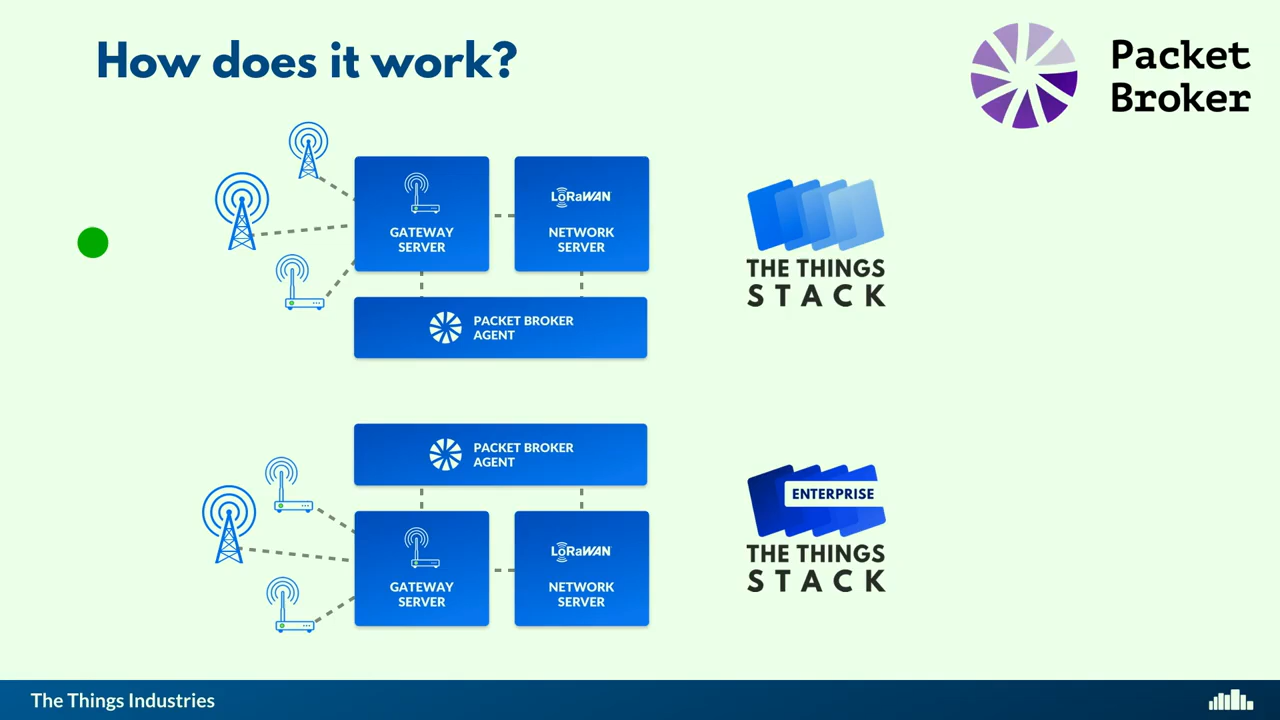 How does it work?
Packet
Broker
GATEWAY
SERVER
LoRaWAN
NETWORK
SERVER
PACKET BROKER
AGENT
THE THINGS
STACK
PACKET BROKER
AGENT
GATEWAY
SERVER
LoRaWAN
NETWORK
SERVER
ENTERPRISE
THE THINGS
STACK
The Things Industries